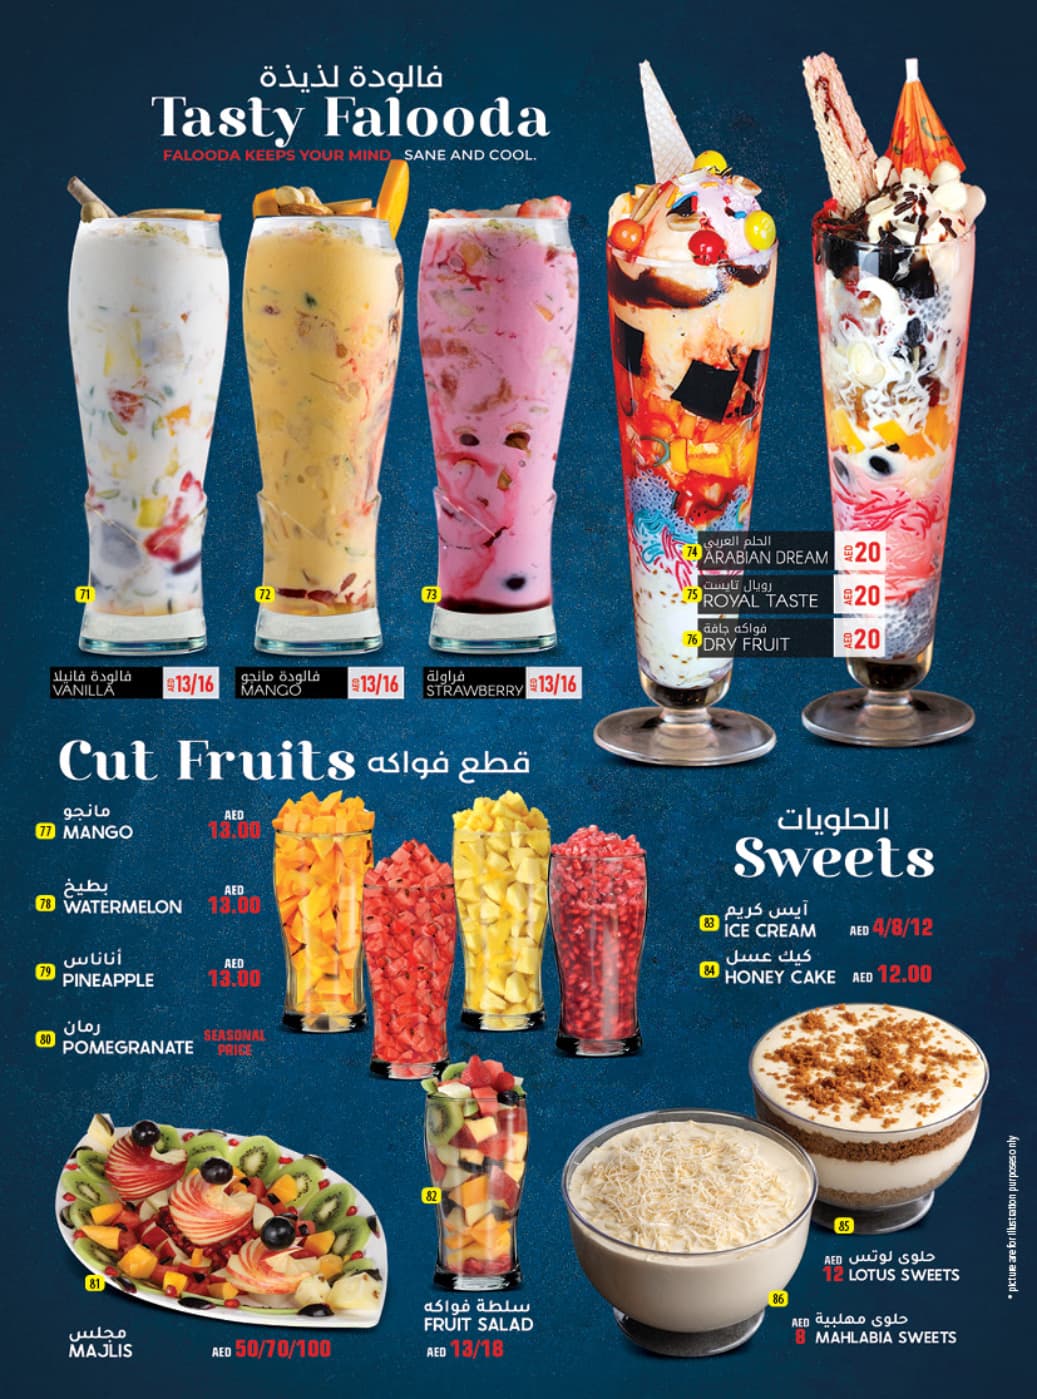 فالودة لذيذة
Tasty Falooda
FALOODA KEEPS YOUR MIND SANE AND COOL.
71
72
73
فالودة فانيلا
VANILLA
AED 13/16
فالودة مانجو
MANGO
AED 13/16
فراولة
STRAWBERRY
AED 13/16
74
الحلم العربي
ARABIAN DREAM
AED 20
75
رويال تايست
ROYAL TASTE
AED 20
76
فواكه جافة
DRY FRUIT
AED 20
Cut Fruits قطع فواكه
77
مانجو
MANGO
AED
13.00
78
بطيخ
WATERMELON
AED
13.00
79
أناناس
PINEAPPLE
AED
13.00
80
رمان
POMEGRANATE
SEASONAL
PRICE
81
مجلس
MAJLIS
AED 50/70/100
82
سلطة فواكه
FRUIT SALAD
AED 13/18
الحلويات
Sweets
83
آيس كريم
ICE CREAM
AED 4/8/12
84
كيك عسل
HONEY CAKE
AED 12.00
85
حلوى لوتس
AED
12 LOTUS SWEETS
86
حلوى مهلبية
AED
8 MAHLABIA SWEETS
* picture are for illustration purposes only